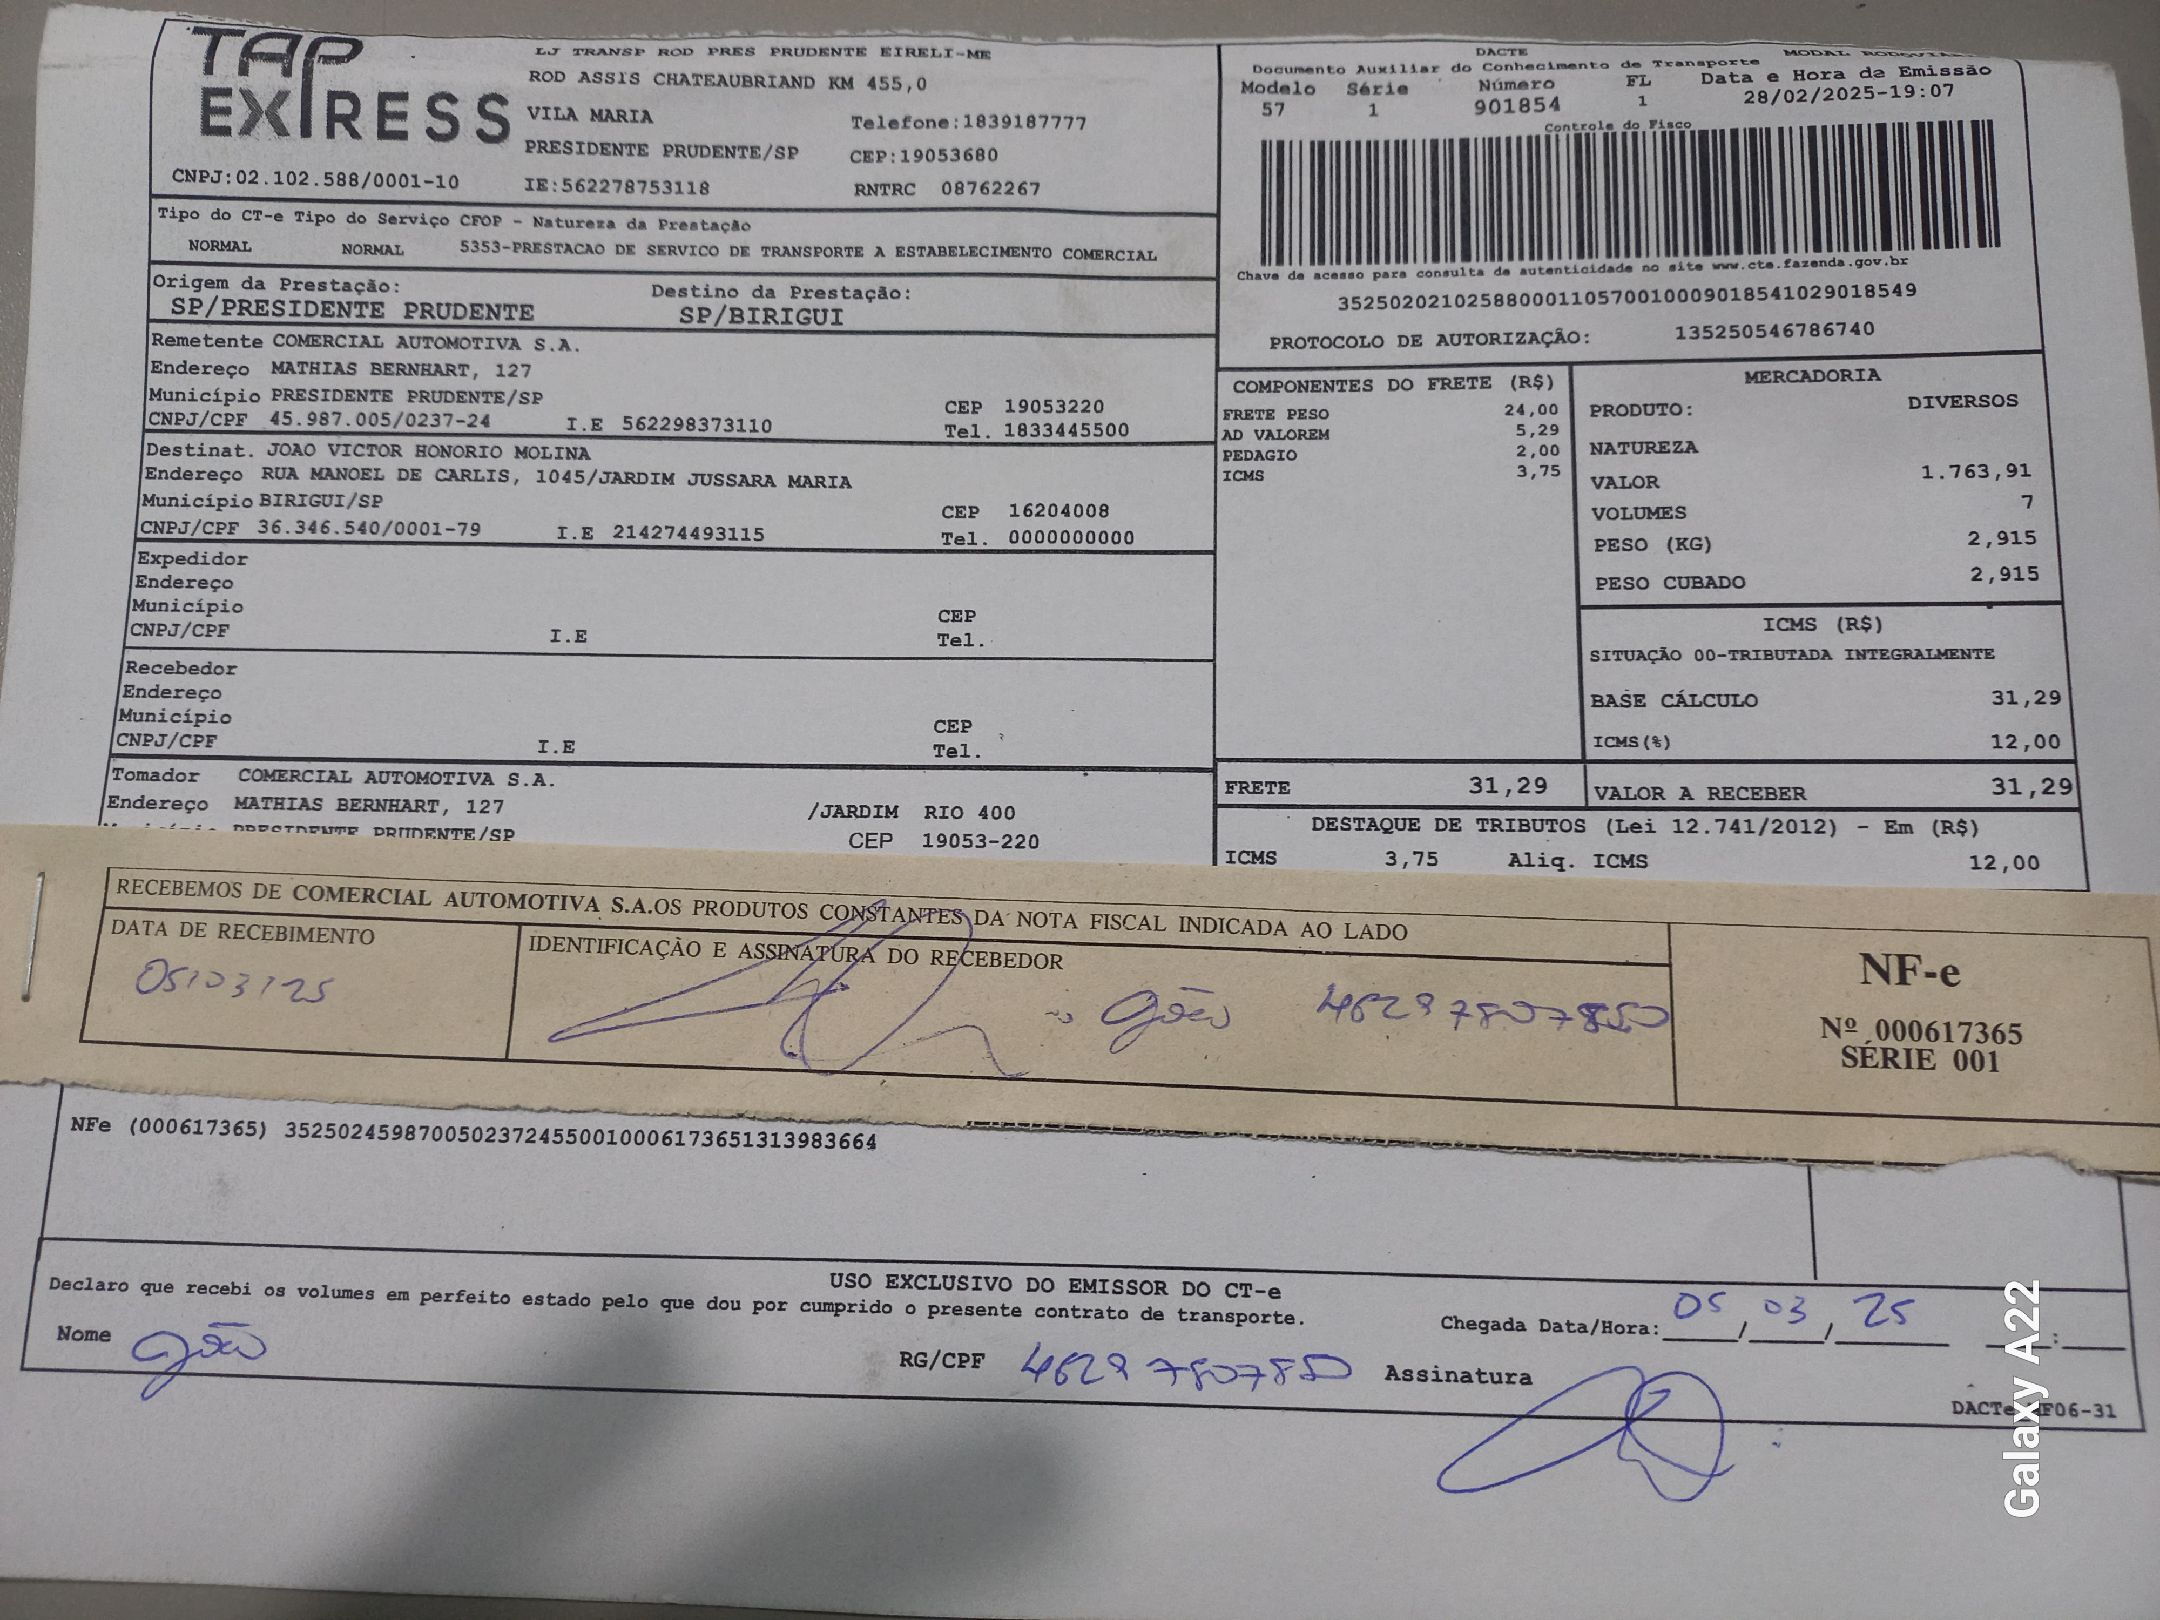 TAP EXPRESS
LJ TRANSP ROD PRES PRUDENTE EIRELI-ME
ROD ASSIS CHATEAUBRIAND KM 455,0
VILA MARIA Telefone:1839187777
PRESIDENTE PRUDENTE/SP CEP:19053680
CNPJ:02.102.588/0001-10 IE:562278753118 RNTRC 08762267
DACTE MODAL
Documento Auxiliar do Conhecimento de Transporte
Modelo Série Número FL Data e Hora da Emissão
57 1 901854 1 28/02/2025-19:07
Controle do Fisco
Chave de acesso para consulta de autenticidade no site www.cte.fazenda.gov.br
35250202102588000110570010009018541029018549
PROTOCOLO DE AUTORIZAÇÃO: 135250546786740
Tipo do CT-e Tipo do Serviço CFOP - Natureza da Prestação
NORMAL NORMAL 5353-PRESTACAO DE SERVICO DE TRANSPORTE A ESTABELECIMENTO COMERCIAL
Origem da Prestação: Destino da Prestação:
SP/PRESIDENTE PRUDENTE SP/BIRIGUI
Remetente COMERCIAL AUTOMOTIVA S.A.
Endereço MATHIAS BERNHART, 127
Município PRESIDENTE PRUDENTE/SP CEP 19053220
CNPJ/CPF 45.987.005/0237-24 I.E 562298373110 Tel. 1833445500
Destinat. JOAO VICTOR HONORIO MOLINA
Endereço RUA MANOEL DE CARLIS, 1045/JARDIM JUSSARA MARIA
Município BIRIGUI/SP CEP 16204008
CNPJ/CPF 36.346.540/0001-79 I.E 214274493115 Tel. 0000000000
Expedidor
Endereço
Município CEP
CNPJ/CPF I.E Tel.
Recebedor
Endereço
Município CEP
CNPJ/CPF I.E Tel.
Tomador COMERCIAL AUTOMOTIVA S.A.
Endereço MATHIAS BERNHART, 127 /JARDIM RIO 400
Município PRESIDENTE PRUDENTE/SP CEP 19053-220
COMPONENTES DO FRETE (R$)
FRETE PESO 24,00
AD VALOREM 5,29
PEDAGIO 2,00
ICMS 3,75
MERCADORIA
PRODUTO: DIVERSOS
NATUREZA
VALOR 1.763,91
VOLUMES 7
PESO (KG) 2,915
PESO CUBADO 2,915
ICMS (R$)
SITUAÇÃO 00-TRIBUTADA INTEGRALMENTE
BASE CÁLCULO 31,29
ICMS(%) 12,00
FRETE 31,29 VALOR A RECEBER 31,29
DESTAQUE DE TRIBUTOS (Lei 12.741/2012) - Em (R$)
ICMS 3,75 Aliq. ICMS 12,00
RECEBEMOS DE COMERCIAL AUTOMOTIVA S.A.OS PRODUTOS CONSTANTES DA NOTA FISCAL INDICADA AO LADO
DATA DE RECEBIMENTO IDENTIFICAÇÃO E ASSINATURA DO RECEBEDOR
05/03/25 João 46297807850
NF-e
Nº 000617365
SÉRIE 001
NFe (000617365) 35250245987005023724550010006173651313983664
USO EXCLUSIVO DO EMISSOR DO CT-e
Declaro que recebi os volumes em perfeito estado pelo que dou por cumprido o presente contrato de transporte.
Chegada Data/Hora: 05/03/25 :
Nome João RG/CPF 46297807850 Assinatura
DACTe F06-31
Galaxy A22